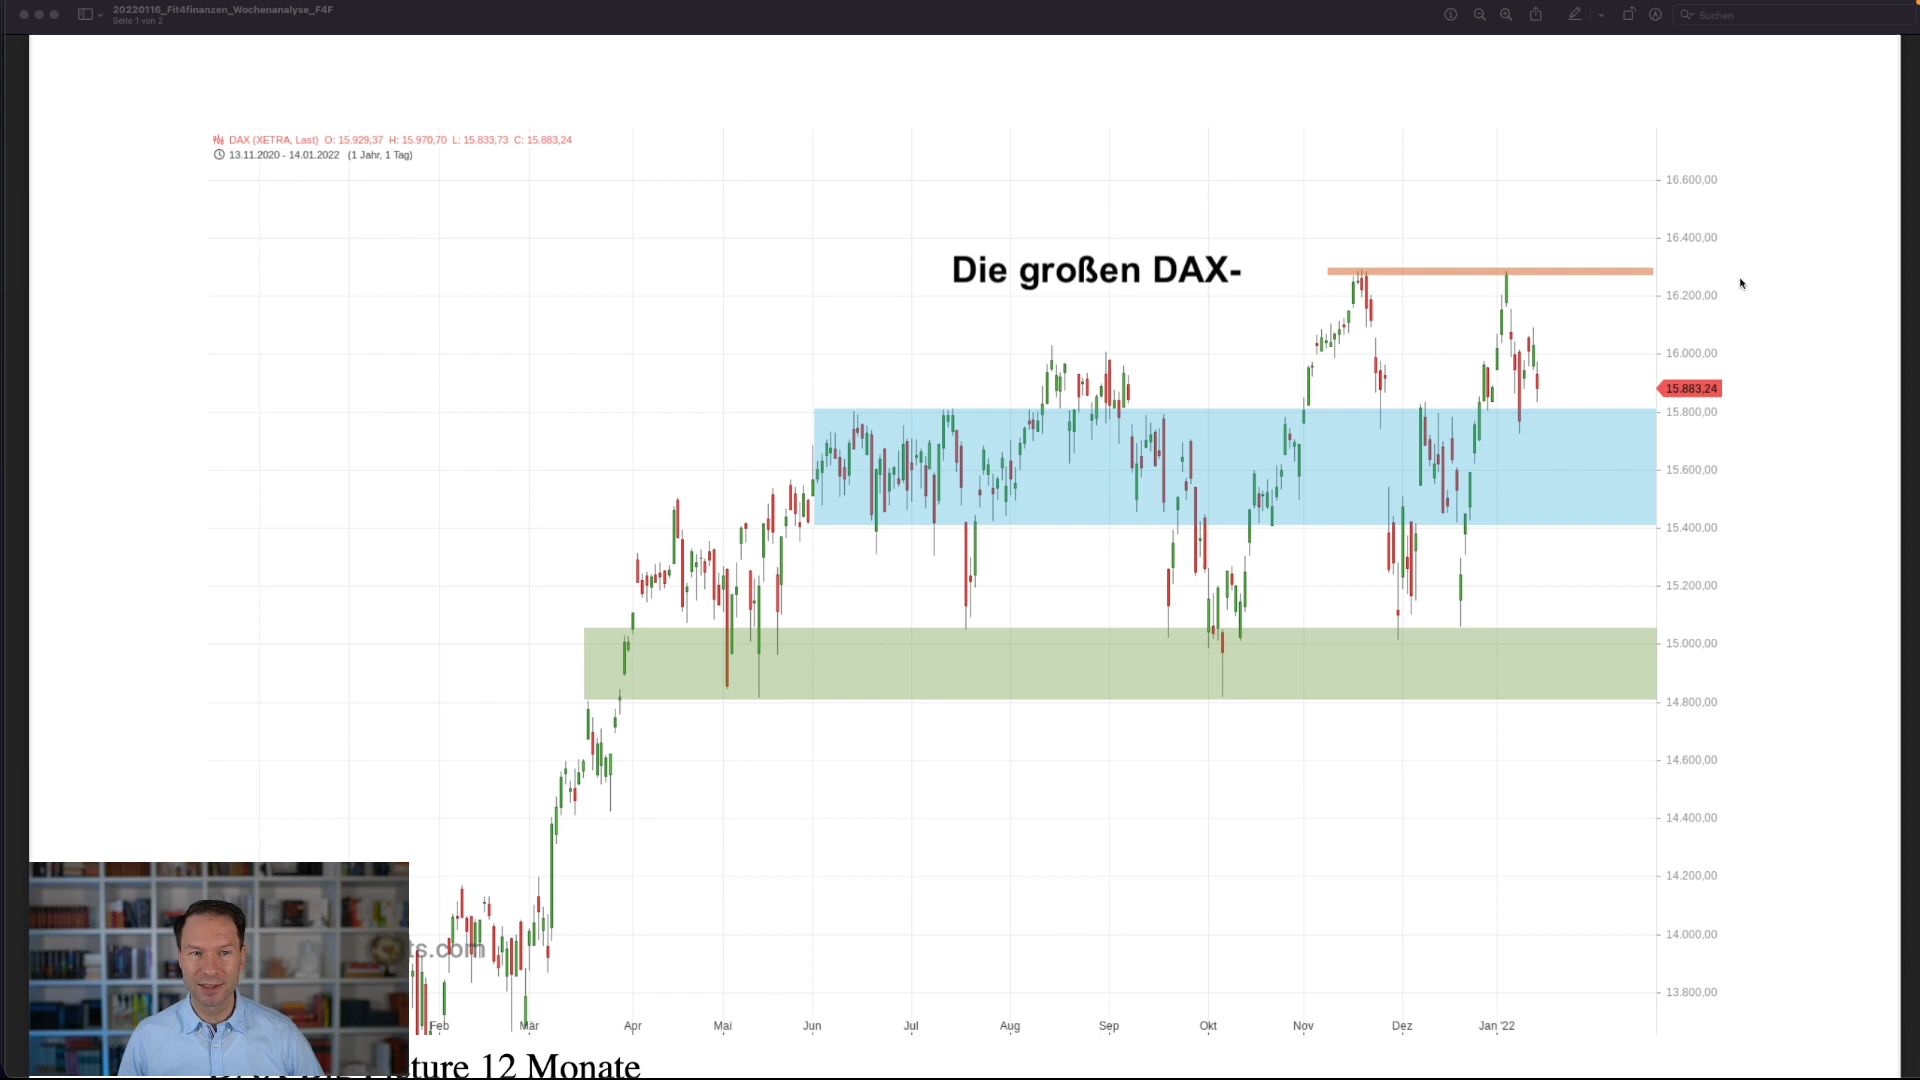 20220116_Fit4finanzen_Wochenanalyse_F4F
Seite 1 von 2
Suchen
DAX (XETRA, Last) O: 15.929,37 H: 15.970,70 L: 15.833,73 C: 15.883,24
13.11.2020 - 14.01.2022 (1 Jahr, 1 Tag)
Die großen DAX-
16.600,00
16.400,00
16.200,00
16.000,00
15.883,24
15.800,00
15.600,00
15.400,00
15.200,00
15.000,00
14.800,00
14.600,00
14.400,00
14.200,00
14.000,00
13.800,00
ts.com
Feb Mär Apr Mai Jun Jul Aug Sep Okt Nov Dez Jan '22
ture 12 Monate